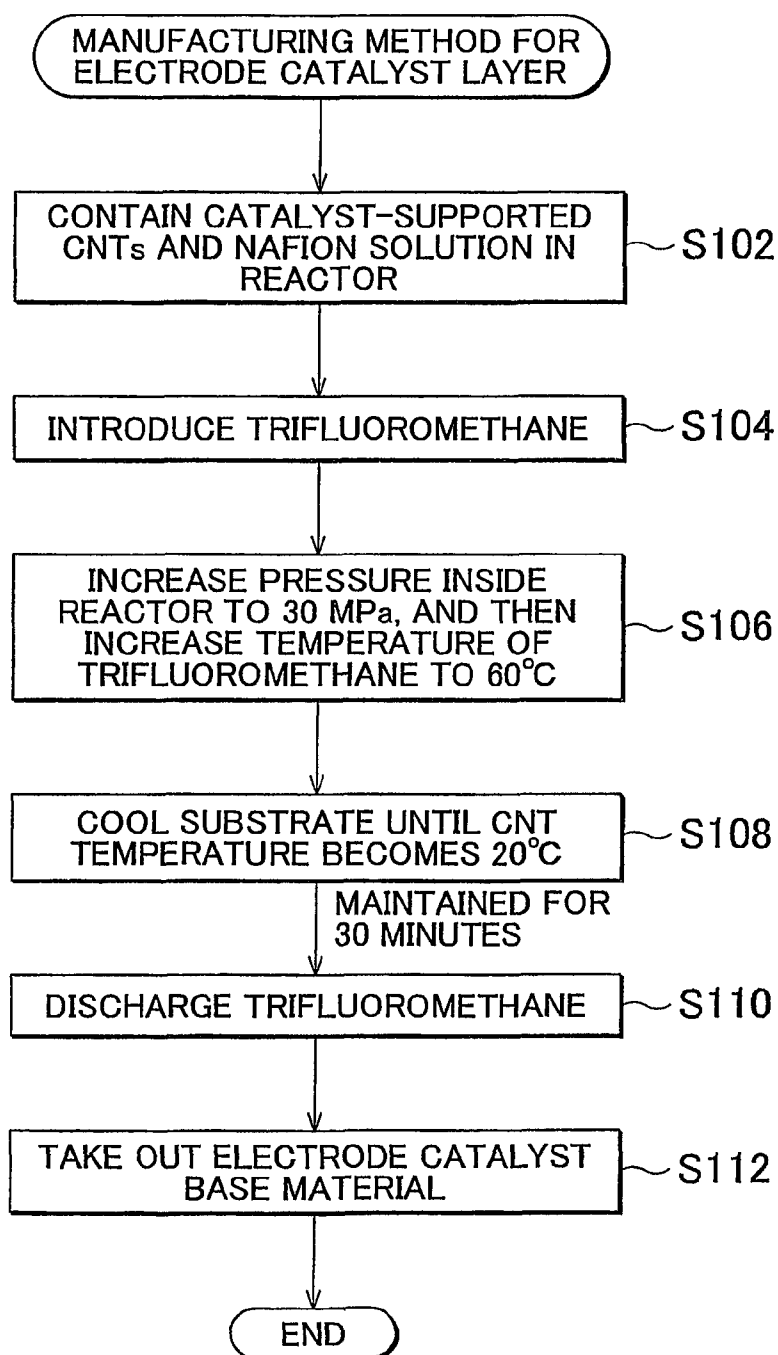 MANUFACTURING METHOD FOR
ELECTRODE CATALYST LAYER
CONTAIN CATALYST-SUPPORTED
CNTs AND NAFION SOLUTION IN
REACTOR
S102
INTRODUCE TRIFLUOROMETHANE
S104
INCREASE PRESSURE INSIDE
REACTOR TO 30 MPa, AND THEN
INCREASE TEMPERATURE OF
TRIFLUOROMETHANE TO 60°C
S106
COOL SUBSTRATE UNTIL CNT
TEMPERATURE BECOMES 20°C
S108
MAINTAINED FOR
30 MINUTES
DISCHARGE TRIFLUOROMETHANE
S110
TAKE OUT ELECTRODE CATALYST
BASE MATERIAL
S112
END